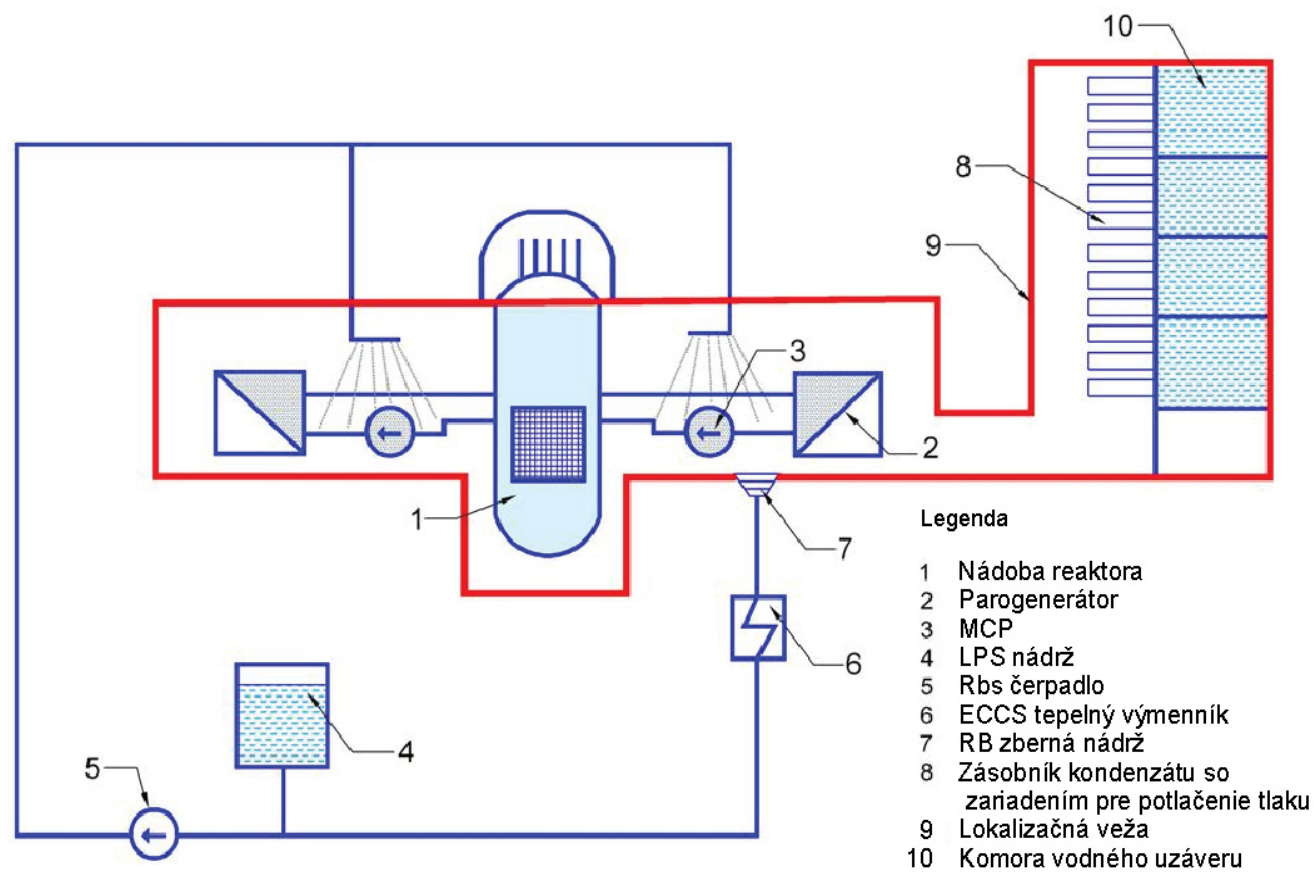 10
8
9
3
2
1
7
6
4
5
Legenda
1 Nádoba reaktora
2 Parogenerátor
3 MCP
4 LPS nádrž
5 Rbs čerpadlo
6 ECCS tepelný výmenník
7 RB zberná nádrž
8 Zásobník kondenzátu so
zariadením pre potlačenie tlaku
9 Lokalizačná veža
10 Komora vodného uzáveru